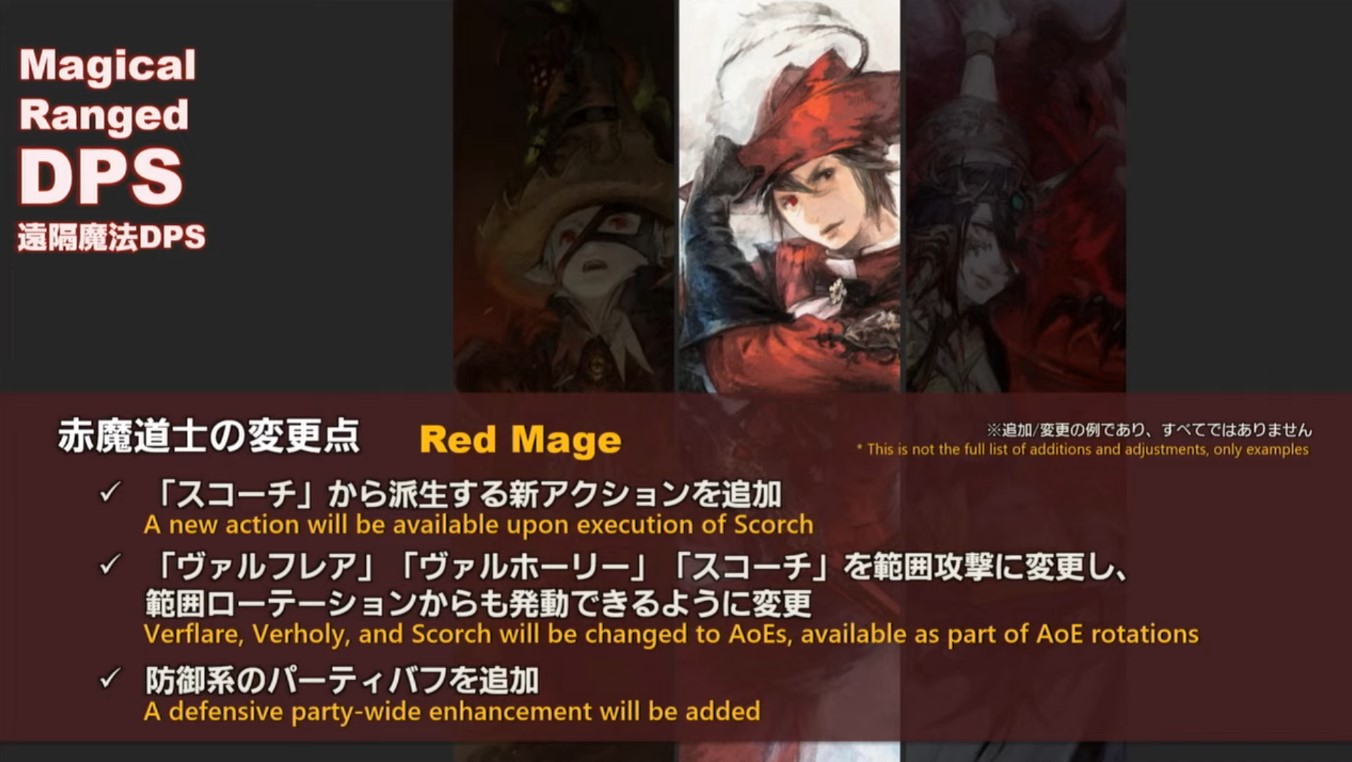 Magical
Ranged
DPS
遠隔魔法DPS
赤魔道士の変更点 Red Mage
※追加/変更の例であり、すべてではありません
* This is not the full list of additions and adjustments, only examples
✓ 「スコーチ」から派生する新アクションを追加
A new action will be available upon execution of Scorch
✓ 「ヴァルフレア」「ヴァルホーリー」「スコーチ」を範囲攻撃に変更し、
範囲ローテーションからも発動できるように変更
Verflare, Verholy, and Scorch will be changed to AoEs, available as part of AoE rotations
✓ 防御系のパーティバフを追加
A defensive party-wide enhancement will be added